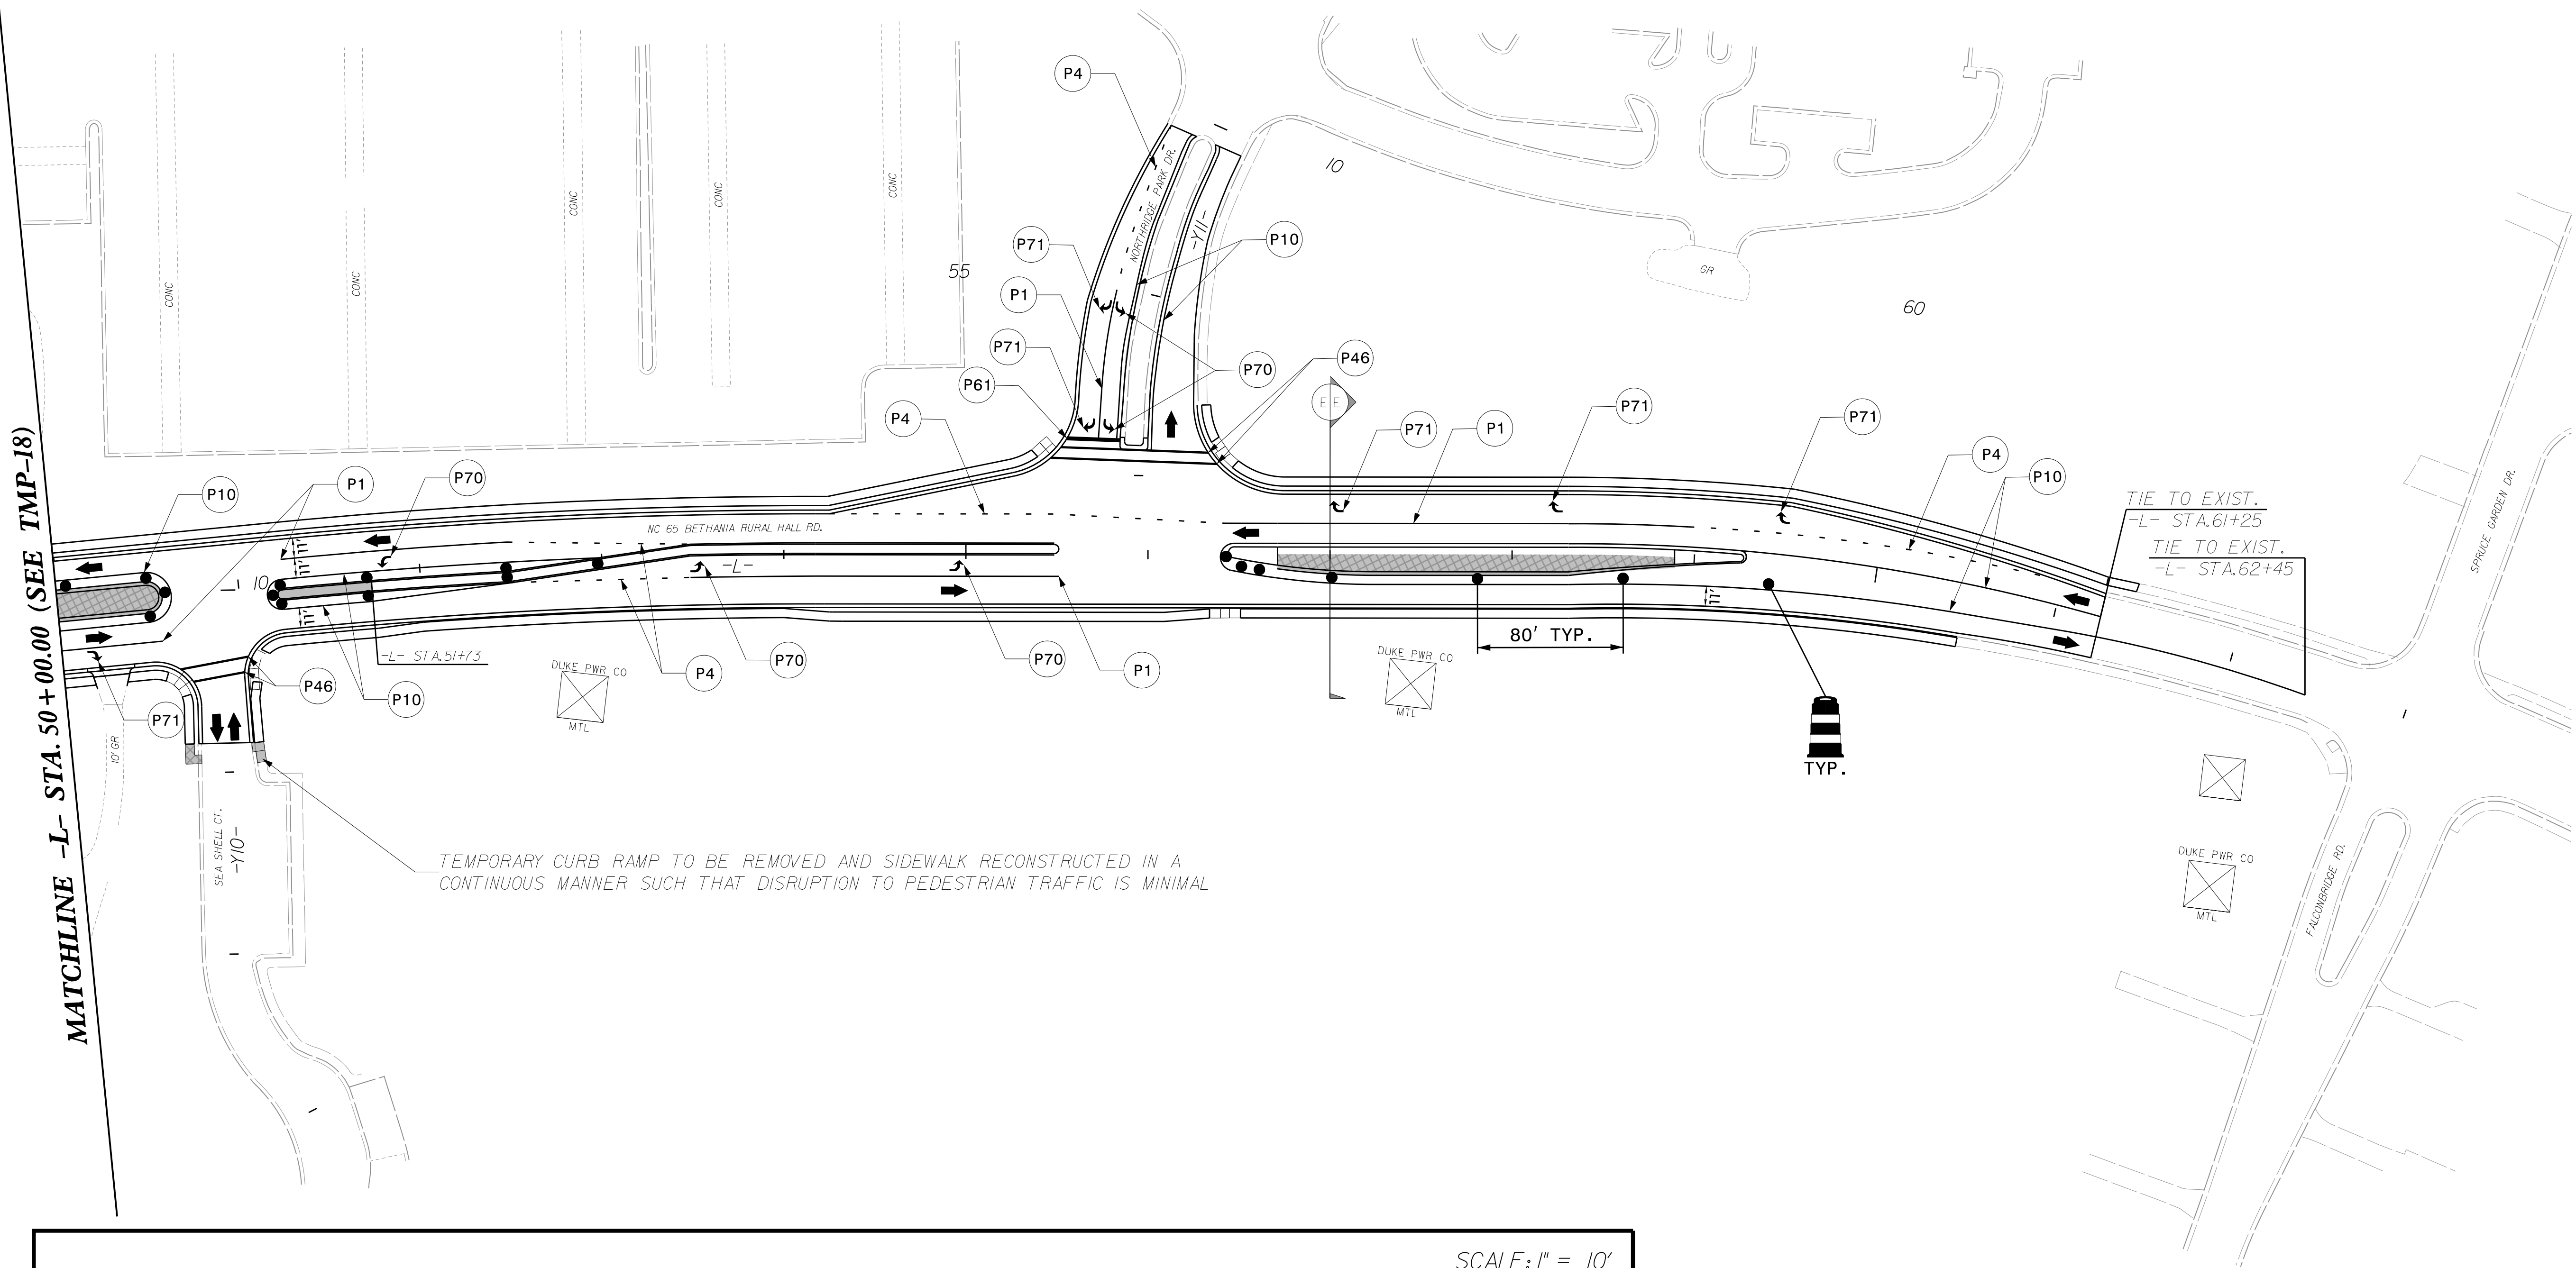 P4
CONC
CONC
CONC
CONC
CONC
NORTHRIDGE PARK DR.
-Y11-
10
P71
P10
55
P1
GR
60
P71
P70
P46
P61
E E
P4
P71
P1
P71
P71
P4
P10
SPRUCE GARDEN DR.
MATCHLINE -L- STA. 50+00.00 (SEE TMP-18)
P10
P1
P70
TIE TO EXIST.
-L- STA.61+25
TIE TO EXIST.
-L- STA.62+45
NC 65 BETHANIA RURAL HALL RD.
11'
11'
10
-L-
11'
11'
80' TYP.
-L- STA.51+73
DUKE PWR CO
MTL
P4
P70
P70
P1
DUKE PWR CO
MTL
P46
P10
P71
10' GR
TYP.
SEA SHELL CT.
-Y10-
TEMPORARY CURB RAMP TO BE REMOVED AND SIDEWALK RECONSTRUCTED IN A
CONTINUOUS MANNER SUCH THAT DISRUPTION TO PEDESTRIAN TRAFFIC IS MINIMAL
DUKE PWR CO
MTL
FALCONBRIDGE RD.
SCALE: 1" = 10'